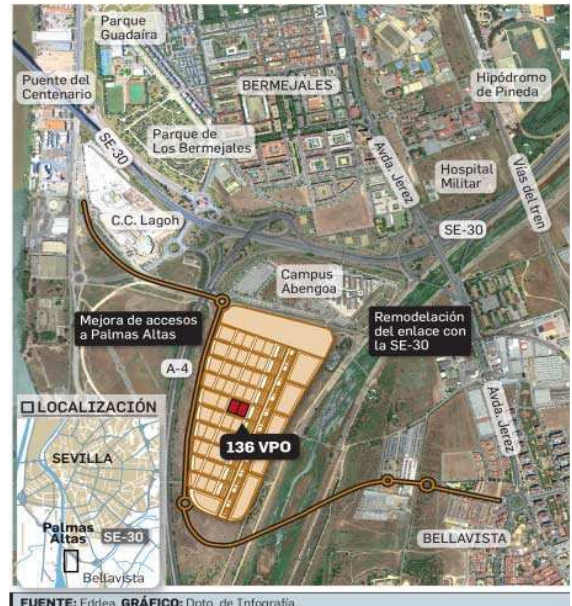 Parque
Guadaíra
Puente del
Centenario
BERMEJALES
Hipódromo
de Pineda
SE-30
Parque de
Los Bermejales
Avda. Jerez
Hospital
Militar
Vías del tren
C.C. Lagoh
SE-30
Campus
Abengoa
Mejora de accesos
a Palmas Altas
Remodelación
del enlace con
la SE-30
A-4
LOCALIZACIÓN
136 VPO
Avda. Jerez
SEVILLA
Palmas
Altas
SE-30
Bellavista
BELLAVISTA
FUENTE: Eddea. GRÁFICO: Dpto. de Infografía